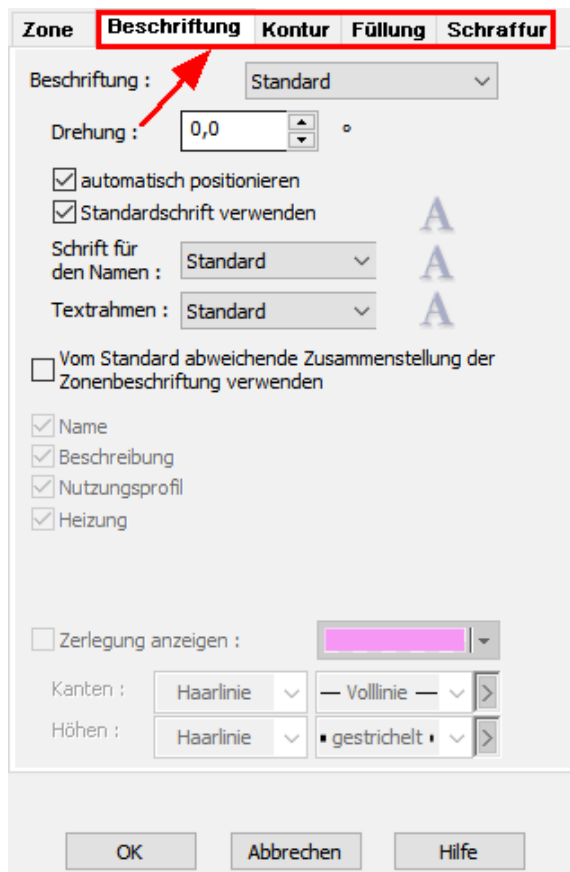 Zone Beschriftung Kontur Füllung Schraffur
Beschriftung : Standard
Drehung : 0,0 °
automatisch positionieren
Standardschrift verwenden
A
Schrift für
den Namen : Standard
A
Textrahmen : Standard
A
Vom Standard abweichende Zusammenstellung der
Zonenbeschriftung verwenden
Name
Beschreibung
Nutzungsprofil
Heizung
Zerlegung anzeigen :
Kanten : Haarlinie Volllinie
Höhen : Haarlinie gestrichelt
OK Abbrechen Hilfe